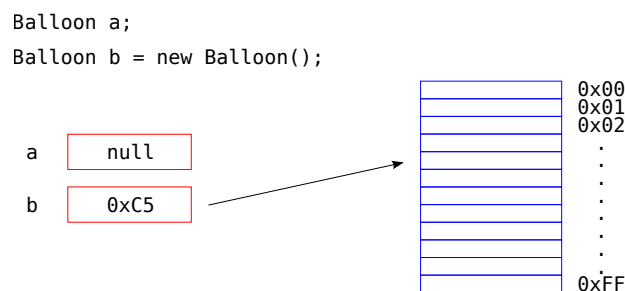 Balloon a;
Balloon b = new Balloon();
0x00
0x01
0x02
.
a null
.
.
b 0xC5
.
.
.
.
.
0xFF